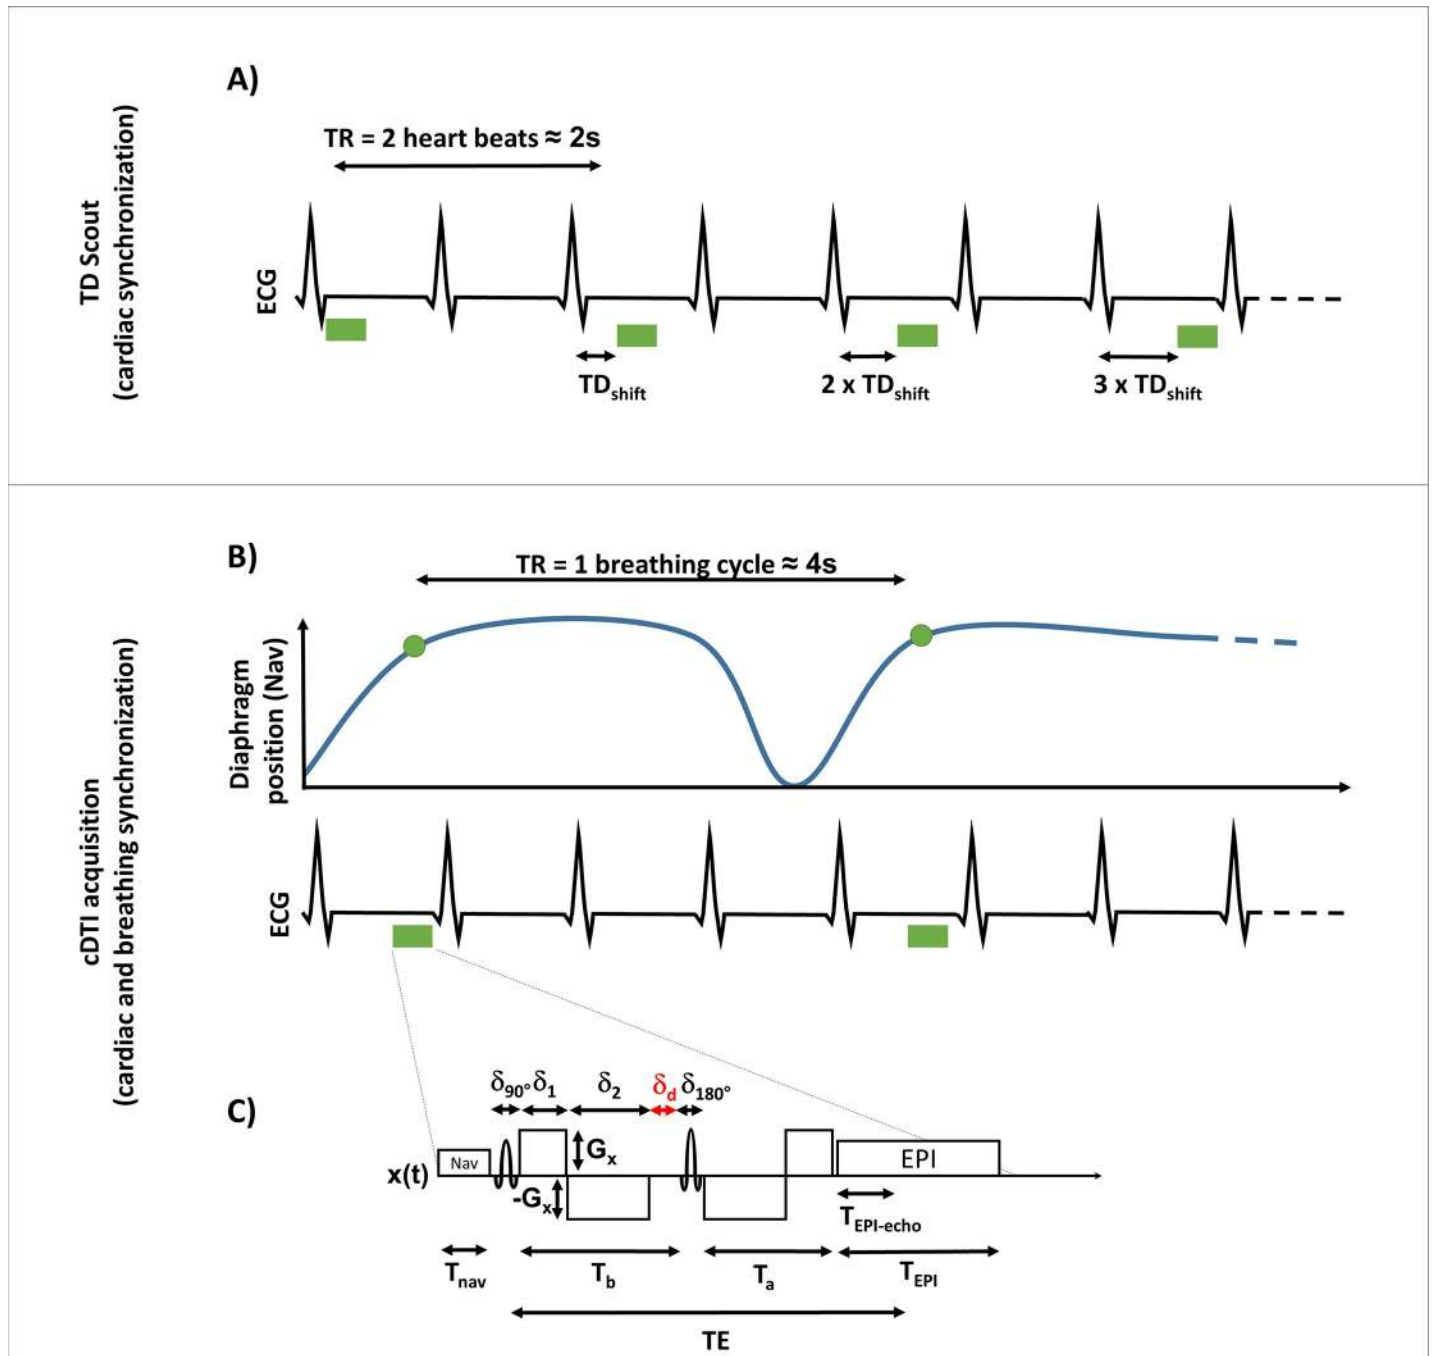 A)
TD Scout
(cardiac synchronization)
TR = 2 heart beats ≈ 2s
ECG
TDshift
2 x TDshift
3 x TDshift
B)
cDTI acquisition
(cardiac and breathing synchronization)
TR = 1 breathing cycle ≈ 4s
Diaphragm
position (Nav)
ECG
C)
δ90° δ1 δ2 δd δ180°
x(t)
Nav
Gx
-Gx
EPI
TEPI-echo
Tnav
Tb
Ta
TEPI
TE